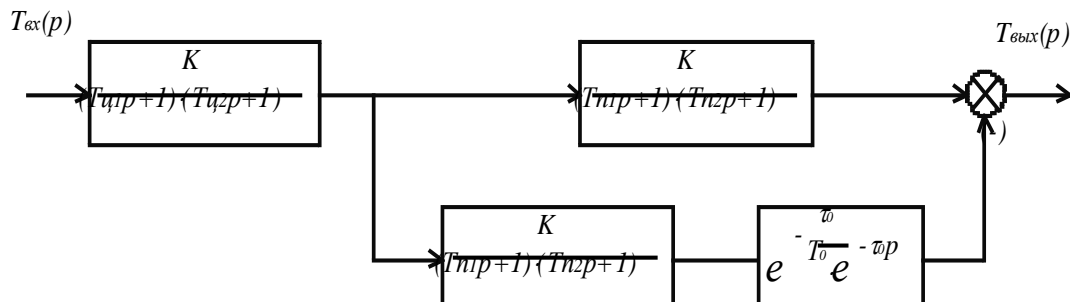 Tвх(p)
Tвых(p)
K
(Tц1p+1)·(Tц2p+1)
K
(Tп1p+1)·(Tп2p+1)
(-)
K
(Tп1p+1)·(Tп2p+1)
e - τ0 / T0 · e - τ0p